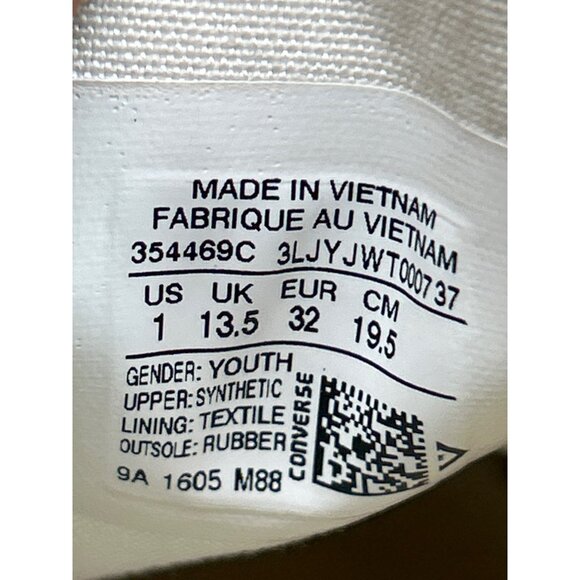 MADE IN VIETNAM
FABRIQUE AU VIETNAM
354469C 3LJYJWT000737
US UK EUR CM
1 13.5 32 19.5
GENDER: YOUTH
UPPER: SYNTHETIC
LINING: TEXTILE
OUTSOLE: RUBBER
9A 1605 M88
CONVERSE